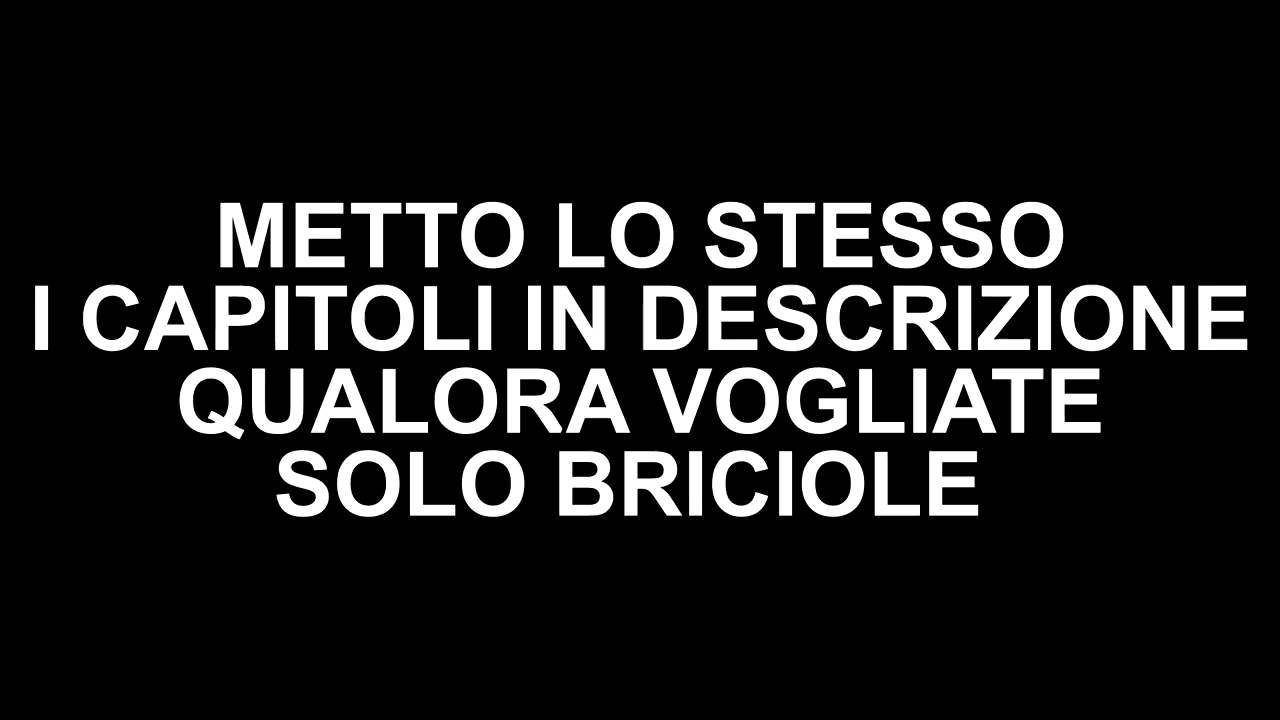 METTO LO STESSO
I CAPITOLI IN DESCRIZIONE
QUALORA VOGLIATE
SOLO BRICIOLE